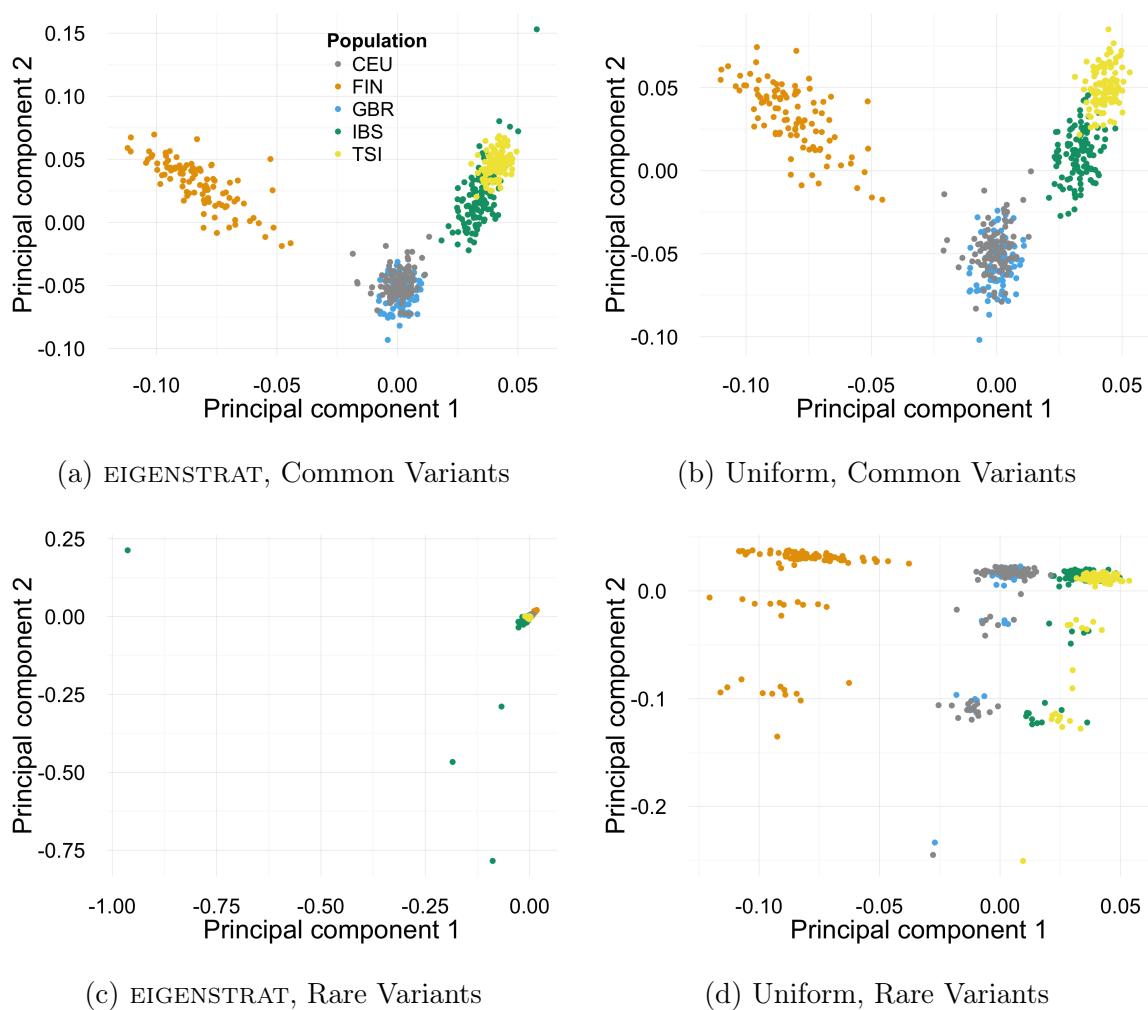 Principal component 2
0.15
0.10
0.05
0.00
-0.05
-0.10
Population
CEU
FIN
GBR
IBS
TSI
-0.10 -0.05 0.00 0.05
Principal component 1
(a) EIGENSTRAT, Common Variants
Principal component 2
0.05
0.00
-0.05
-0.10
-0.10 -0.05 0.00 0.05
Principal component 1
(b) Uniform, Common Variants
Principal component 2
0.25
0.00
-0.25
-0.50
-0.75
-1.00 -0.75 -0.50 -0.25 0.00
Principal component 1
(c) EIGENSTRAT, Rare Variants
Principal component 2
0.0
-0.1
-0.2
-0.10 -0.05 0.00 0.05
Principal component 1
(d) Uniform, Rare Variants